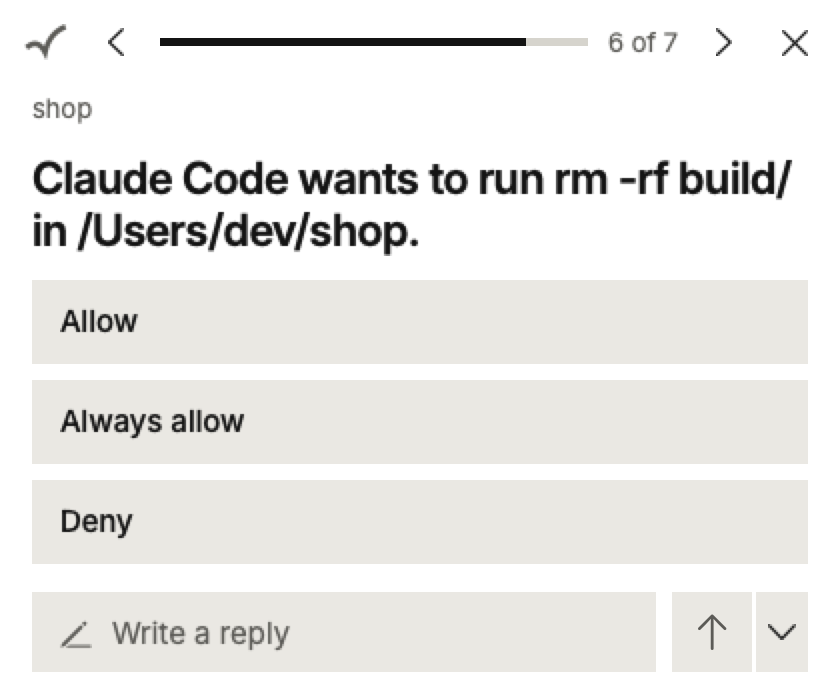 6 of 7
shop
Claude Code wants to run rm -rf build/
in /Users/dev/shop.
Allow
Always allow
Deny
Write a reply